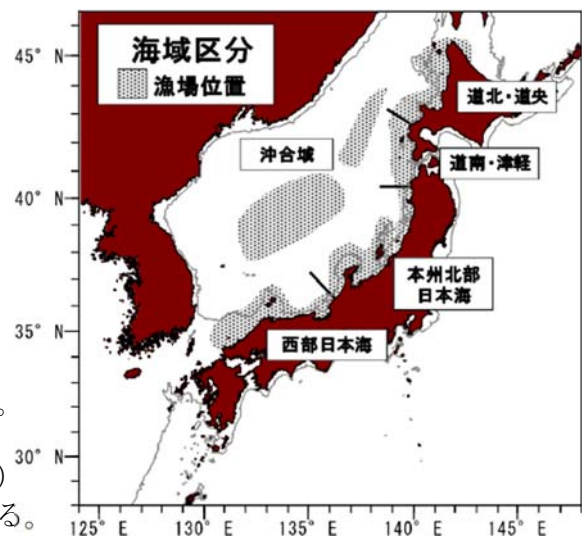 海域区分
漁場位置
道北・道央
沖合域
道南・津軽
本州北部
日本海
西部日本海
45° N
40° N
35° N
30° N
125° E
130° E
135° E
140° E
145° E
。
)
る。